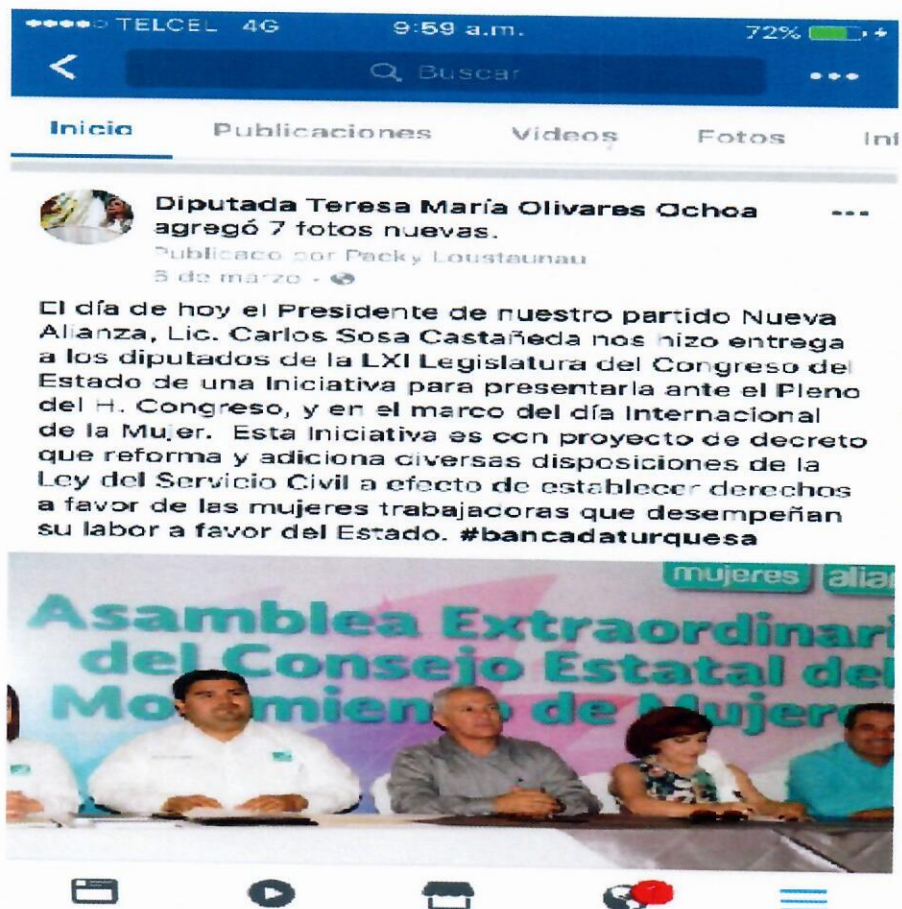 TELCEL 4G 9:59 a.m. 72%
Buscar
Inicio Publicaciones Videos Fotos Inf
Diputada Teresa María Olivares Ochoa
agregó 7 fotos nuevas.
Publicado por Packy Loustaunau
de marzo
El día de hoy el Presidente de nuestro partido Nueva
Alianza, Lic. Carlos Sosa Castañeda nos hizo entrega
a los diputados de la LXI Legislatura del Congreso del
Estado de una Iniciativa para presentarla ante el Pleno
del H. Congreso, y en el marco del día Internacional
de la Mujer. Esta Iniciativa es con proyecto de decreto
que reforma y adiciona diversas disposiciones de la
Ley del Servicio Civil a efecto de establecer derechos
a favor de las mujeres trabajadoras que desempeñan
su labor a favor del Estado. #bancadaturquesa
mujeres alia
Asamblea Extraordinari
del Consejo Estatal del
Movimiento de Mujere